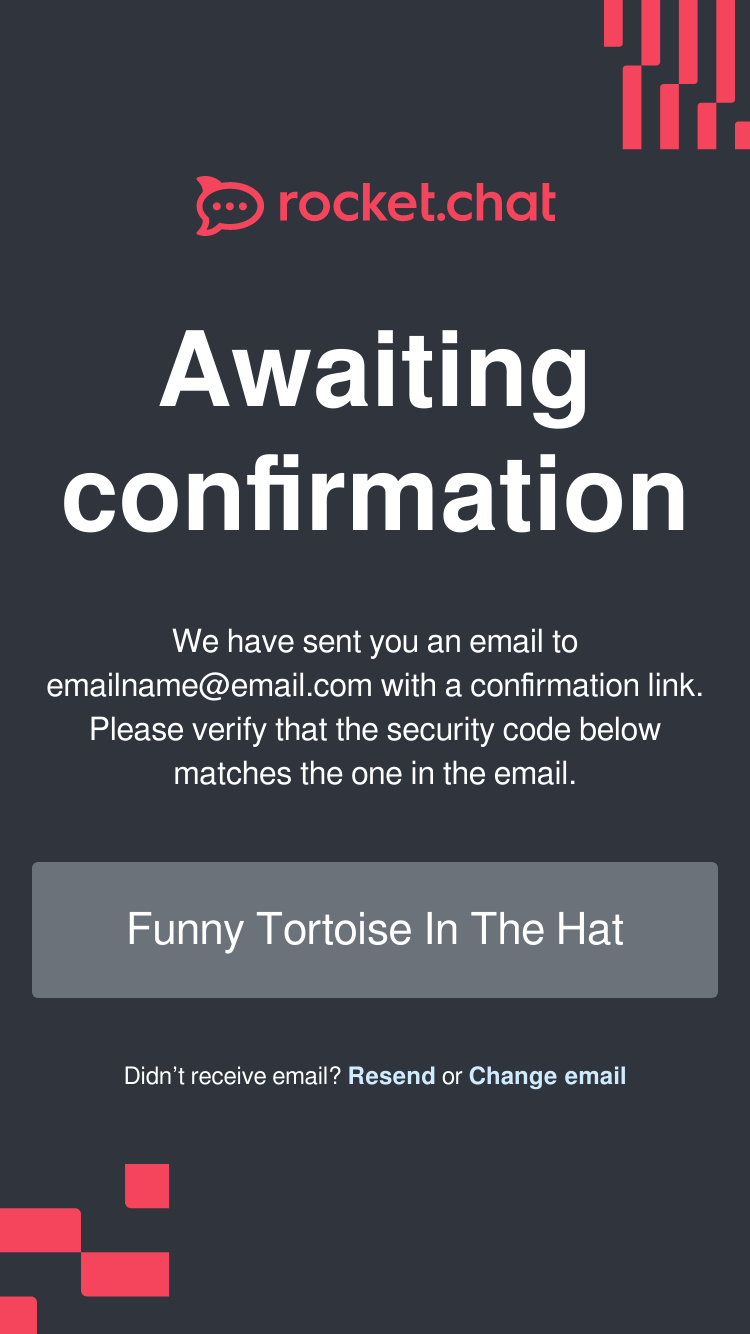 rocket.chat
Awaiting
confirmation
We have sent you an email to
emailname@email.com with a confirmation link.
Please verify that the security code below
matches the one in the email.
Funny Tortoise In The Hat
Didn’t receive email? Resend or Change email